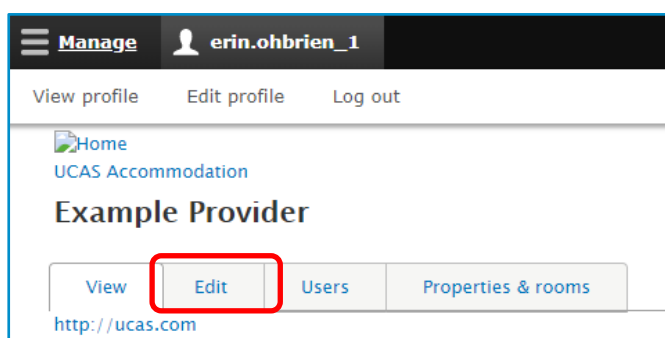 Manage erin.ohbrien_1
View profile Edit profile Log out
Home
UCAS Accommodation
Example Provider
View Edit Users Properties & rooms
http://ucas.com